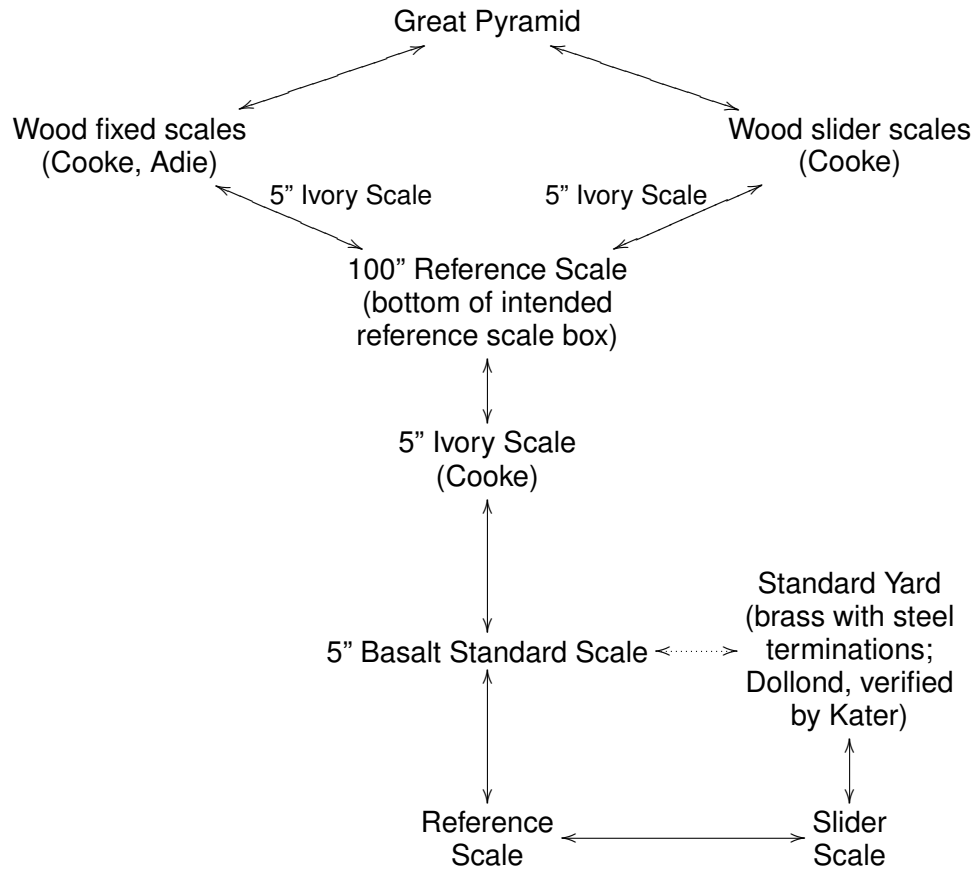 Great Pyramid
Wood fixed scales
(Cooke, Adie)
Wood slider scales
(Cooke)
5” Ivory Scale
5” Ivory Scale
100” Reference Scale
(bottom of intended
reference scale box)
5” Ivory Scale
(Cooke)
5” Basalt Standard Scale
Standard Yard
(brass with steel
terminations;
Dollond, verified
by Kater)
Reference
Scale
Slider
Scale